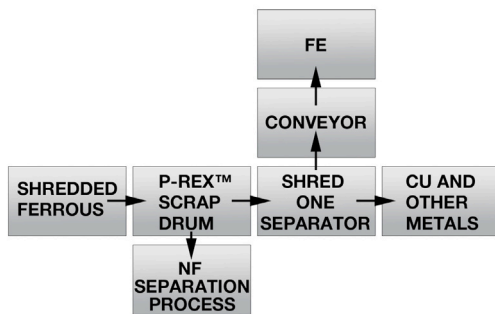 FE
CONVEYOR
SHREDDED
FERROUS
P-REX™
SCRAP
DRUM
SHRED
ONE
SEPARATOR
CU AND
OTHER
METALS
NF
SEPARATION
PROCESS